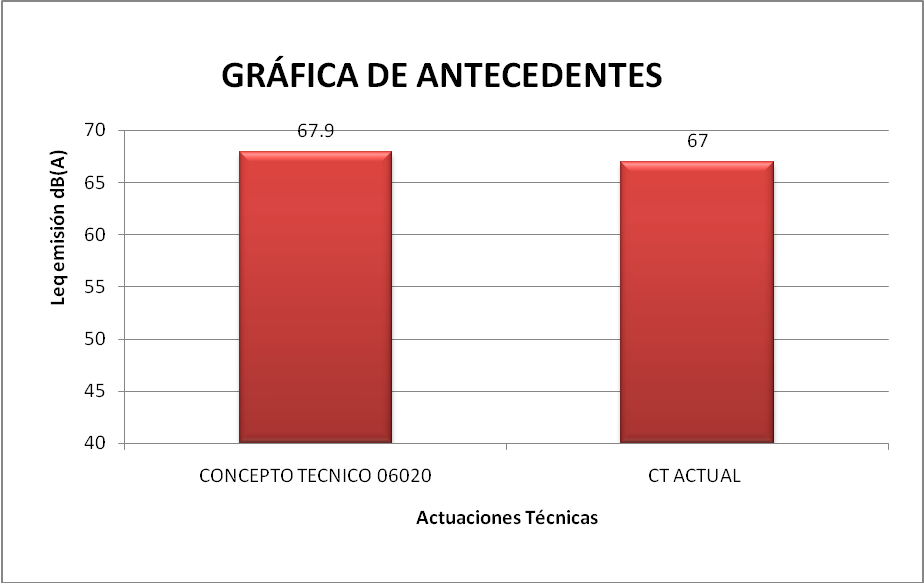 GRÁFICA DE ANTECEDENTES
Leq emisión dB(A)
70
65
60
55
50
45
40
67.9
67
CONCEPTO TECNICO 06020
CT ACTUAL
Actuaciones Técnicas